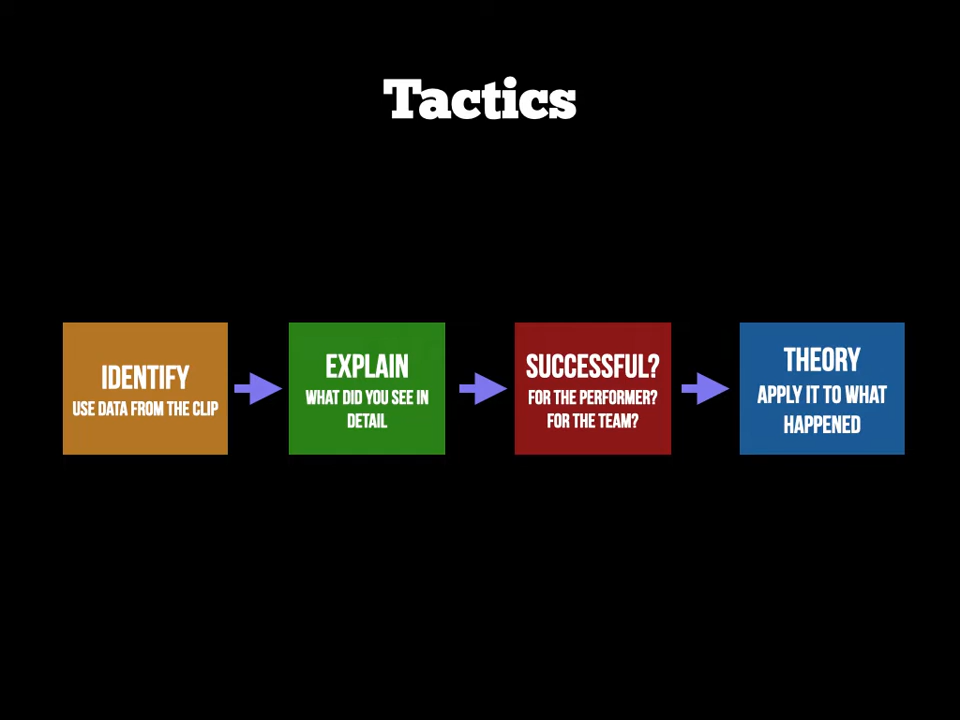 Tactics
IDENTIFY
USE DATA FROM THE CLIP
EXPLAIN
WHAT DID YOU SEE IN
DETAIL
SUCCESSFUL?
FOR THE PERFORMER?
FOR THE TEAM?
THEORY
APPLY IT TO WHAT
HAPPENED